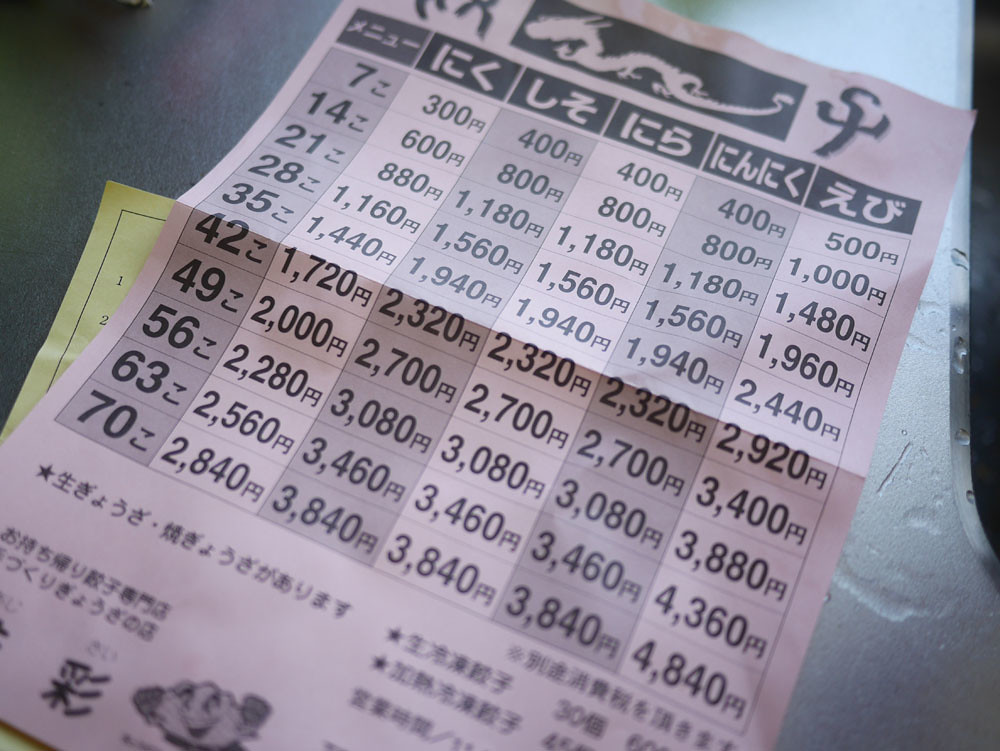 子
メニュー にく しそ にら にんにく えび
7こ 300円 400円 400円 400円 500円
14こ 600円 800円 800円 800円 1,000円
21こ 880円 1,180円 1,180円 1,180円 1,480円
28こ 1,160円 1,560円 1,560円 1,560円 1,960円
35こ 1,440円 1,940円 1,940円 1,940円 2,440円
42こ 1,720円 2,320円 2,320円 2,320円 2,920円
49こ 2,000円 2,700円 2,700円 2,700円 3,400円
56こ 2,280円 3,080円 3,080円 3,080円 3,880円
63こ 2,560円 3,460円 3,460円 3,460円 4,360円
70こ 2,840円 3,840円 3,840円 3,840円 4,840円
※別途消費税を頂きます
★生ぎょうざ・焼ぎょうざがあります
★生冷凍餃子 30個
★加熱冷凍餃子
営業時間/
お持ち帰り餃子専門店
づくりぎょうざの店
さい
彩
1
2